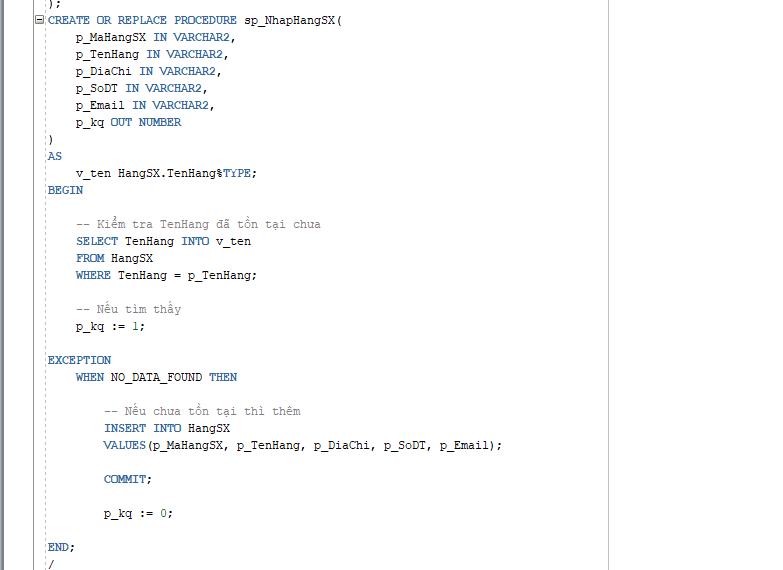 );
CREATE OR REPLACE PROCEDURE sp_NhapHangSX(
    p_MaHangSX IN VARCHAR2,
    p_TenHang IN VARCHAR2,
    p_DiaChi IN VARCHAR2,
    p_SoDT IN VARCHAR2,
    p_Email IN VARCHAR2,
    p_kq OUT NUMBER
)
AS
    v_ten HangSX.TenHang%TYPE;
BEGIN
    -- Kiểm tra TenHang đã tồn tại chưa
    SELECT TenHang INTO v_ten
    FROM HangSX
    WHERE TenHang = p_TenHang;
    -- Nếu tìm thấy
    p_kq := 1;
EXCEPTION
    WHEN NO_DATA_FOUND THEN
        -- Nếu chưa tồn tại thì thêm
        INSERT INTO HangSX
        VALUES(p_MaHangSX, p_TenHang, p_DiaChi, p_SoDT, p_Email);
        COMMIT;
        p_kq := 0;
END;
/